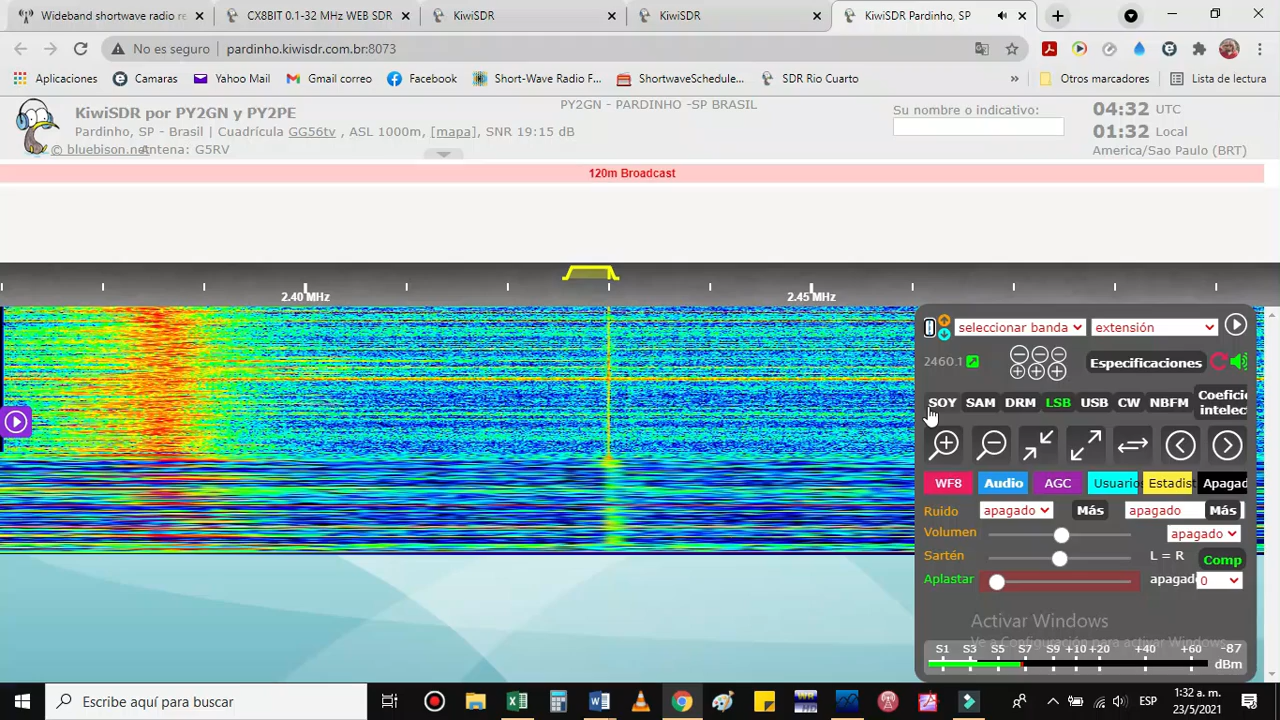 Wideband shortwave radio re
CX8BIT 0.1-32 MHz WEB SDR
KiwiSDR
KiwiSDR
KiwiSDR Pardinho, SP
No es seguro
pardinho.kiwisdr.com.br:8073
Aplicaciones
Camaras
Yahoo Mail
Gmail correo
Facebook
Short-Wave Radio F...
ShortwaveSchedule...
SDR Rio Cuarto
»
Otros marcadores
Lista de lectura
KiwiSDR por PY2GN y PY2PE
PY2GN - PARDINHO -SP BRASIL
Su nombre o indicativo:
04:32 UTC
Pardinho, SP - Brasil | Cuadrícula GG56tv , ASL 1000m, [mapa], SNR 19:15 dB
01:32 Local
© bluebison.net
Antena: G5RV
America/Sao Paulo (BRT)
120m Broadcast
2.40 MHz
2.45 MHz
seleccionar banda
extensión
2460.1
Especificaciones
SOY SAM DRM LSB USB CW NBFM
Coeficie
intelec
WF8 Audio AGC Usuario Estadist Apagad
Ruido apagado Más apagado Más
Volumen apagado
Sartén L = R Comp
Aplastar apagad 0
Activar Windows
Ve a Configuración para activar Windows.
S1 S3 S5 S7 S9 +10 +20 +40 +60 -87
dBm
Escribe aquí para buscar
ESP
1:32 a. m.
23/5/2021